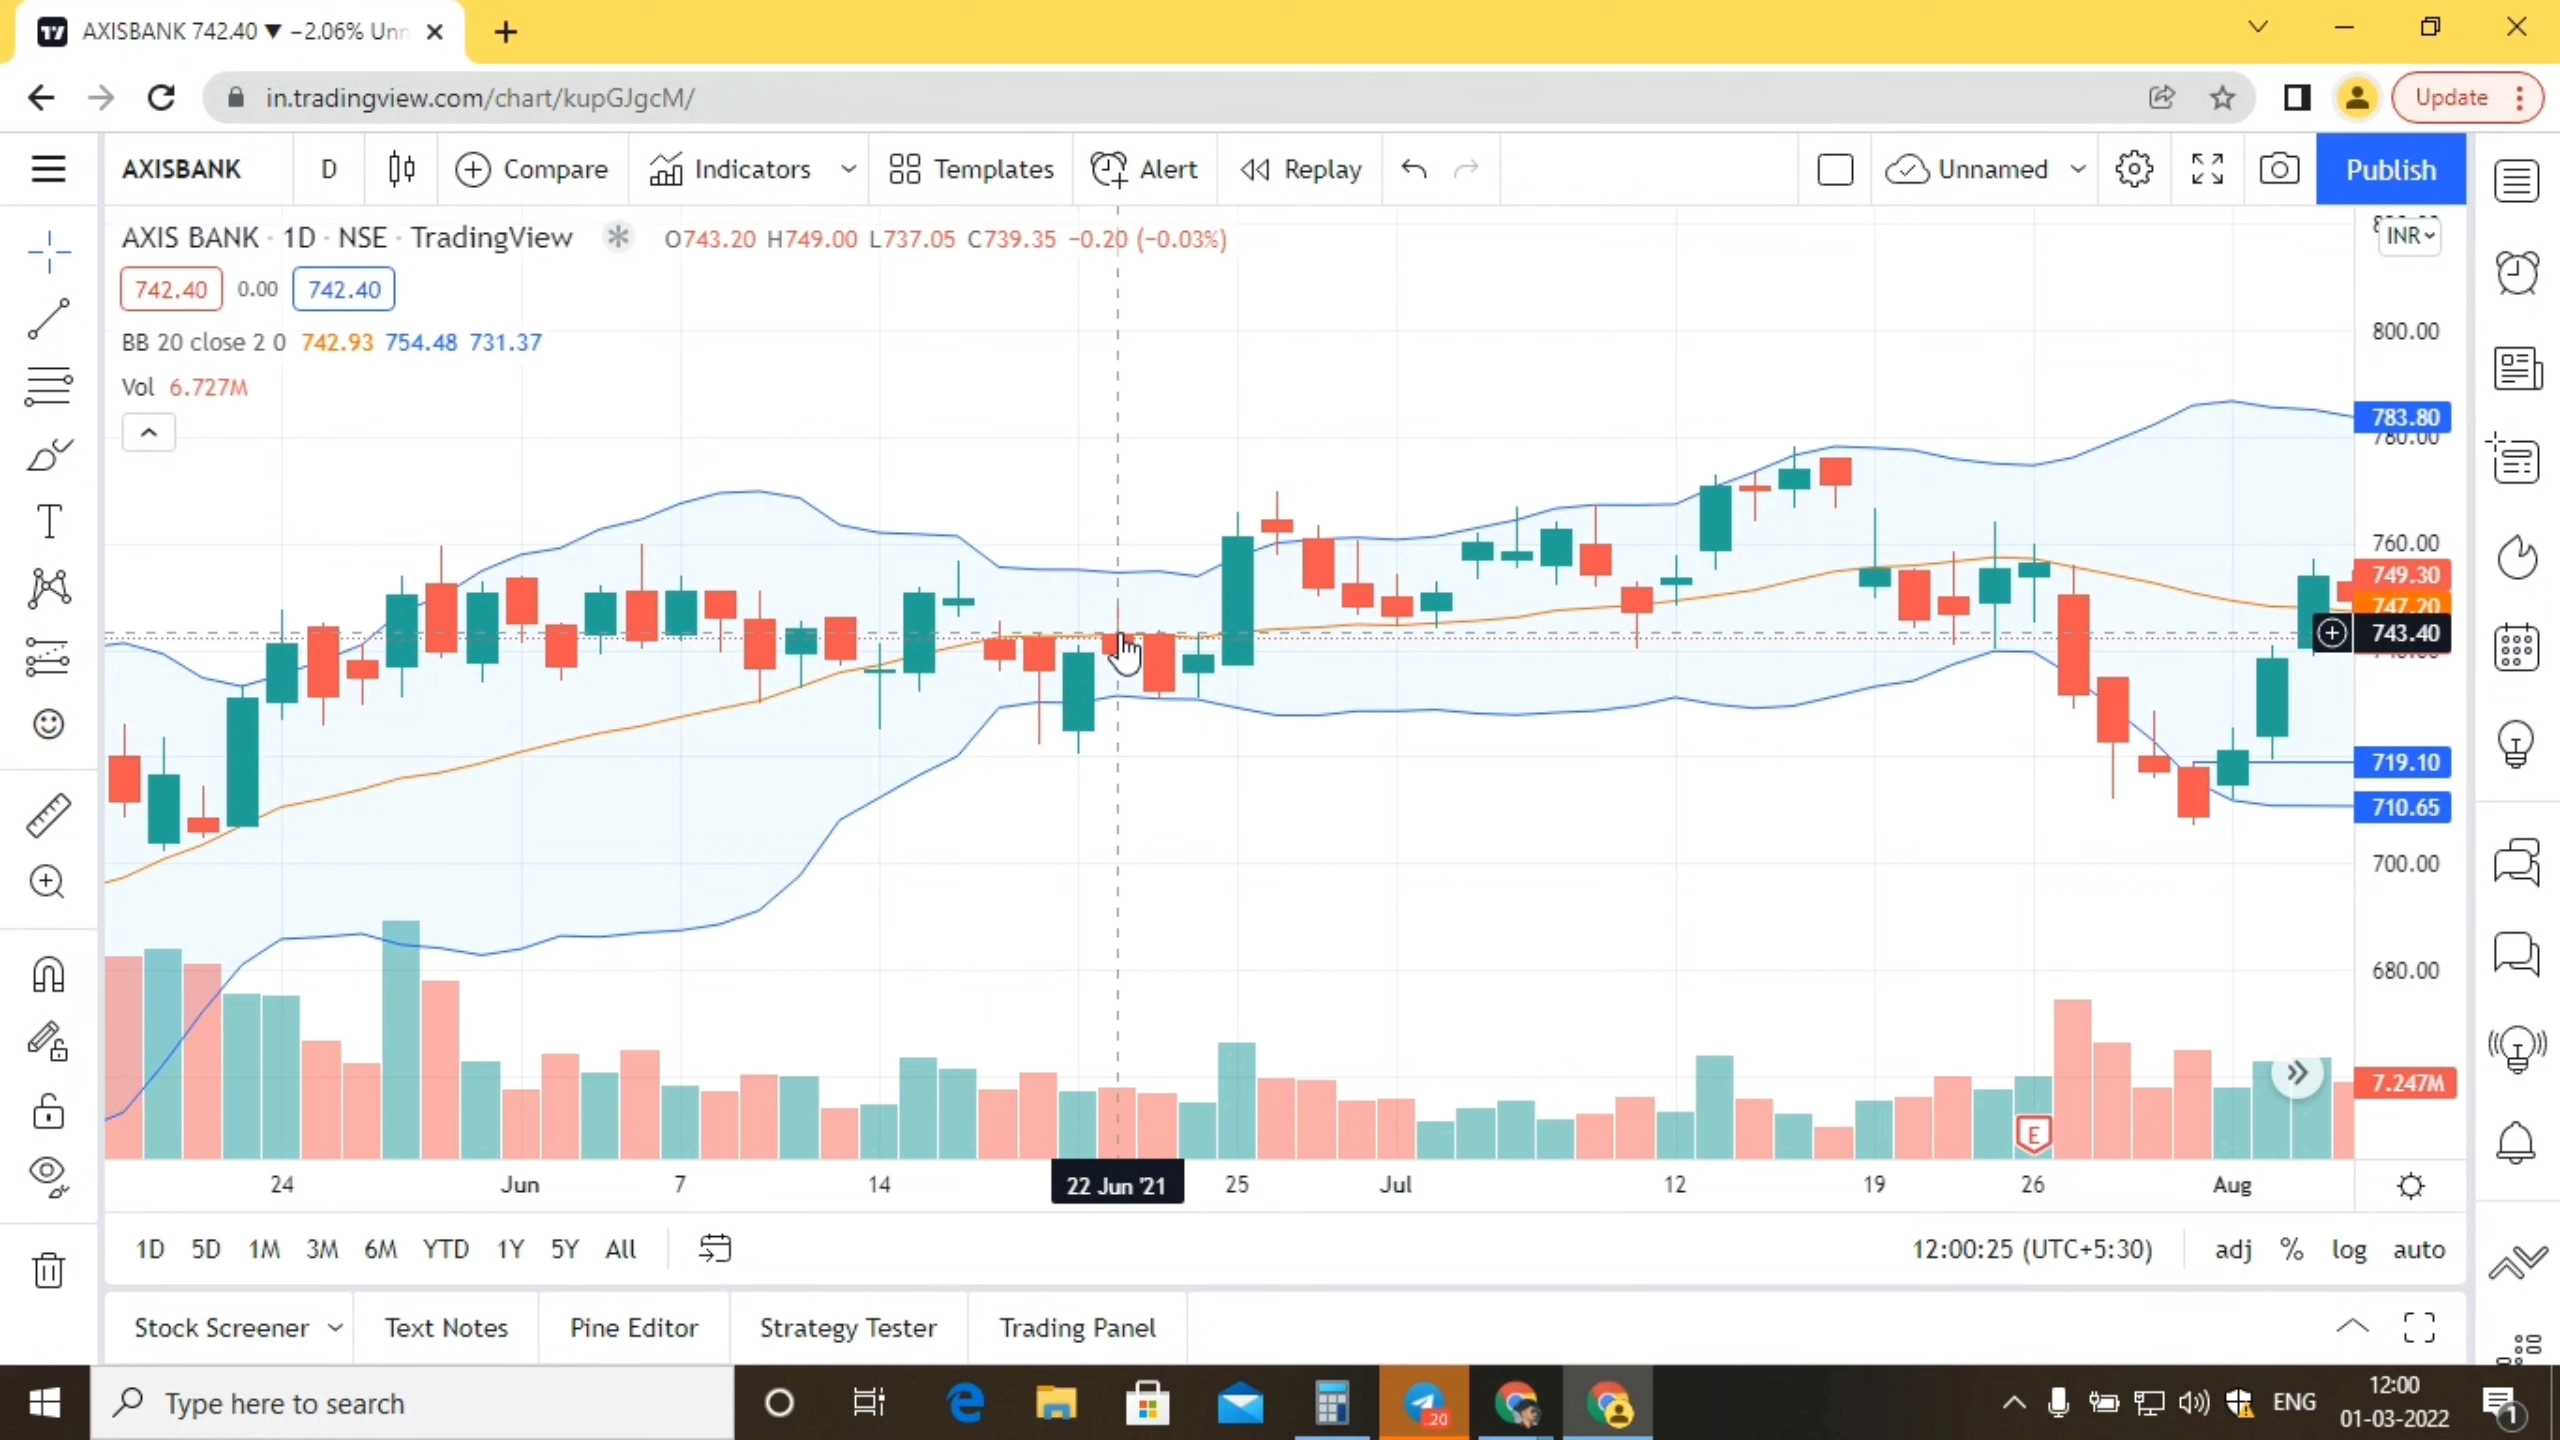 AXISBANK 742.40 ▼ −2.06% Unn
in.tradingview.com/chart/kupGJgcM/
Update
AXISBANK D Compare Indicators Templates Alert Replay Unnamed Publish
AXIS BANK · 1D · NSE · TradingView O743.20 H749.00 L737.05 C739.35 −0.20 (−0.03%)
INR
742.40 0.00 742.40
800.00
BB 20 close 2 0 742.93 754.48 731.37
Vol 6.727M
783.80
780.00
760.00
749.30
747.20
743.40
719.10
710.65
700.00
680.00
7.247M
E
24 Jun 7 14 22 Jun '21 25 Jul 12 19 26 Aug
1D 5D 1M 3M 6M YTD 1Y 5Y All 12:00:25 (UTC+5:30) adj % log auto
Stock Screener Text Notes Pine Editor Strategy Tester Trading Panel
Type here to search
20
ENG
12:00
01-03-2022
1